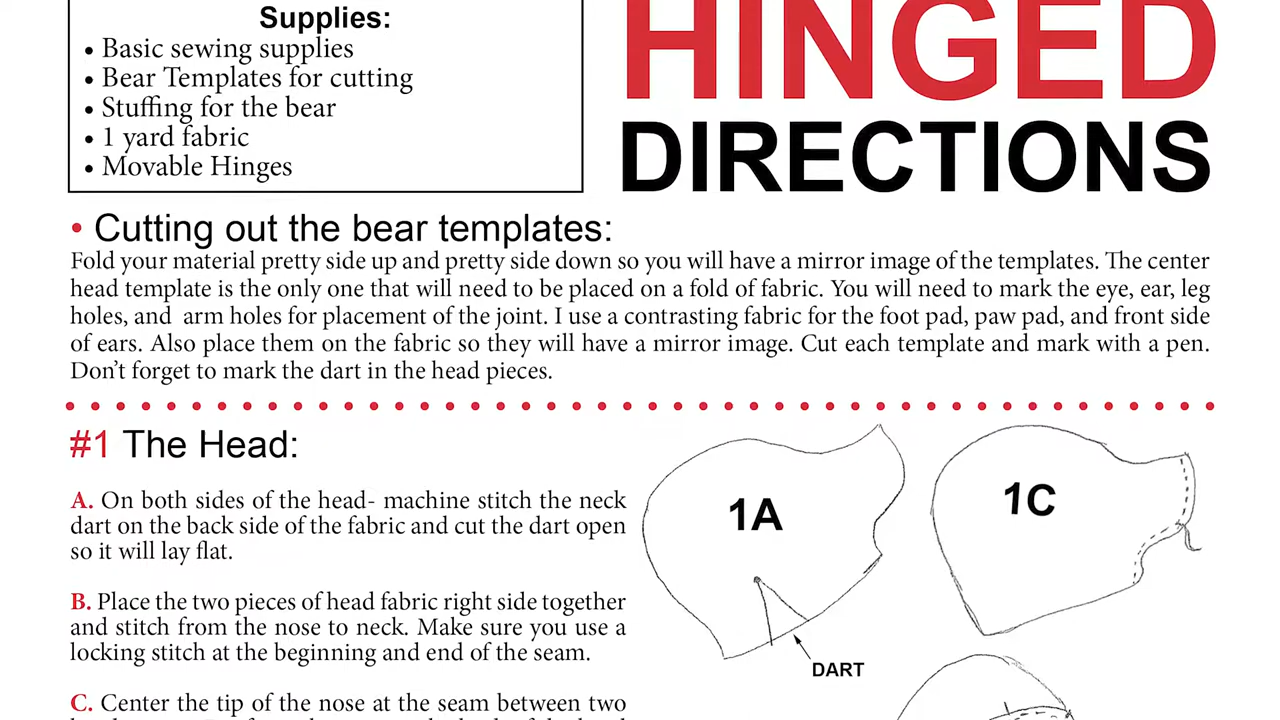 Supplies:
• Basic sewing supplies
• Bear Templates for cutting
• Stuffing for the bear
• 1 yard fabric
• Movable Hinges
HINGED
DIRECTIONS
• Cutting out the bear templates:
Fold your material pretty side up and pretty side down so you will have a mirror image of the templates. The center
head template is the only one that will need to be placed on a fold of fabric. You will need to mark the eye, ear, leg
holes, and arm holes for placement of the joint. I use a contrasting fabric for the foot pad, paw pad, and front side
of ears. Also place them on the fabric so they will have a mirror image. Cut each template and mark with a pen.
Don't forget to mark the dart in the head pieces.
#1 The Head:
A. On both sides of the head- machine stitch the neck
dart on the back side of the fabric and cut the dart open
so it will lay flat.
B. Place the two pieces of head fabric right side together
and stitch from the nose to neck. Make sure you use a
locking stitch at the beginning and end of the seam.
C. Center the tip of the nose at the seam between two
1A
DART
1C